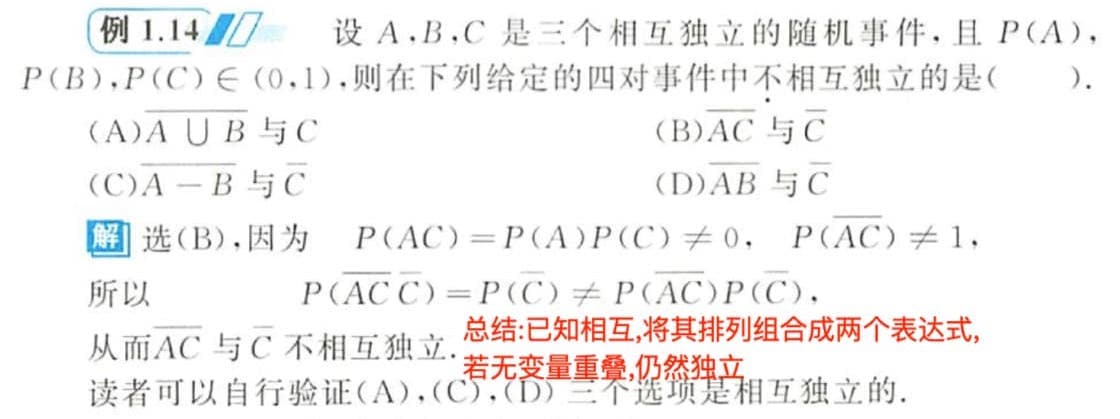 例 1.14 设 A,B,C 是三个相互独立的随机事件,且 P(A),
P(B),P(C)∈(0,1),则在下列给定的四对事件中不相互独立的是( ).
(A)\overline{A∪B} 与 C (B)\overline{AC} 与 \overline{C}
(C)\overline{A-B} 与 \overline{C} (D)\overline{AB} 与 \overline{C}
解 选(B),因为 P(AC)=P(A)P(C)≠0, P(\overline{AC})≠1,
所以 P(\overline{AC} \overline{C})=P(\overline{C})≠P(\overline{AC})P(\overline{C}),
从而 \overline{AC} 与 \overline{C} 不相互独立.
总结:已知相互,将其排列组合成两个表达式,
若无变量重叠,仍然独立
读者可以自行验证(A),(C),(D) 三个选项是相互独立的.